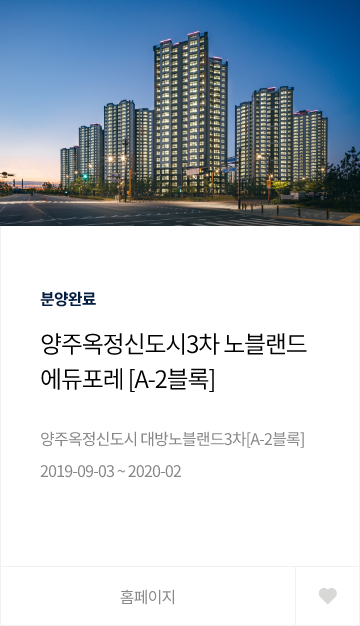 분양완료
양주옥정신도시3차 노블랜드
에듀포레 [A-2블록]
양주옥정신도시 대방노블랜드3차[A-2블록]
2019-09-03 ~ 2020-02
홈페이지